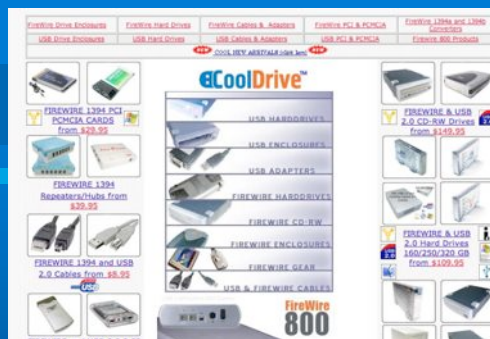 FireWire Drive Enclosures
FireWire Hard Drives
FireWire Cables & Adapters
FireWire PCI & PCMCIA
FireWire 1394a and 1394b Converters
USB Drive Enclosures
USB Hard Drives
USB Cables & Adapters
USB PCI & PCMCIA
Firewire 800 Products
COOL NEW ARRIVALS
CoolDrive™
FIREWIRE 1394 PCI
PCMCIA CARDS
from $29.95
FIREWIRE 1394
Repeaters/Hubs from
$39.95
FIREWIRE 1394 and USB
2.0 Cables from $8.95
USB
USB HARDDRIVES
USB ENCLOSURES
USB ADAPTERS
FIREWIRE HARDDRIVES
FIREWIRE CD-RW
FIREWIRE ENCLOSURES
FIREWIRE GEAR
USB & FIREWIRE CABLES
FireWire
800
FIREWIRE & USB
2.0 CD-RW Drives
from $149.95
FIREWIRE & USB
2.0 Hard Drives
160/250/320 GB
from $109.95